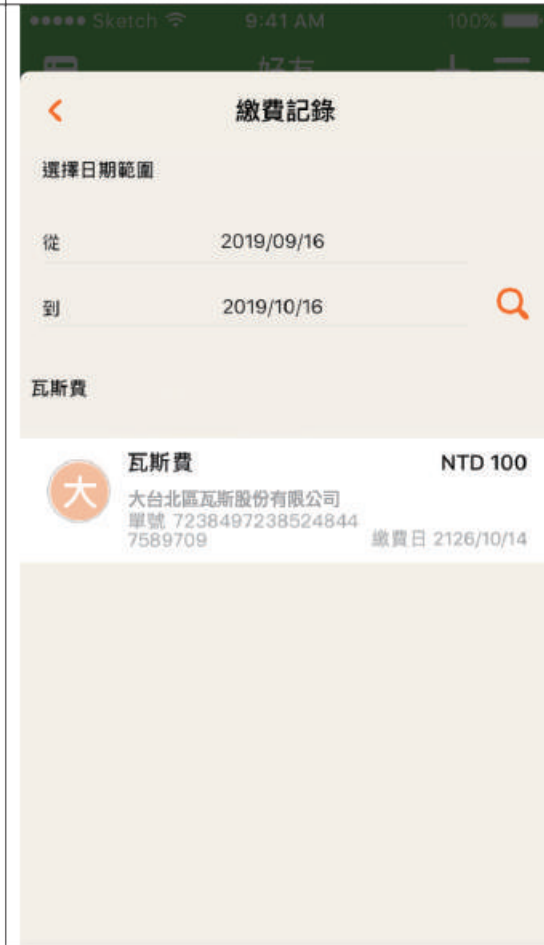 ●●●●● Sketch 9:41 AM 100%
好友
繳費記錄
選擇日期範圍
從 2019/09/16
到 2019/10/16
瓦斯費
大 瓦斯費 NTD 100
大台北區瓦斯股份有限公司
單號 7238497238524844
7589709 繳費日 2126/10/14